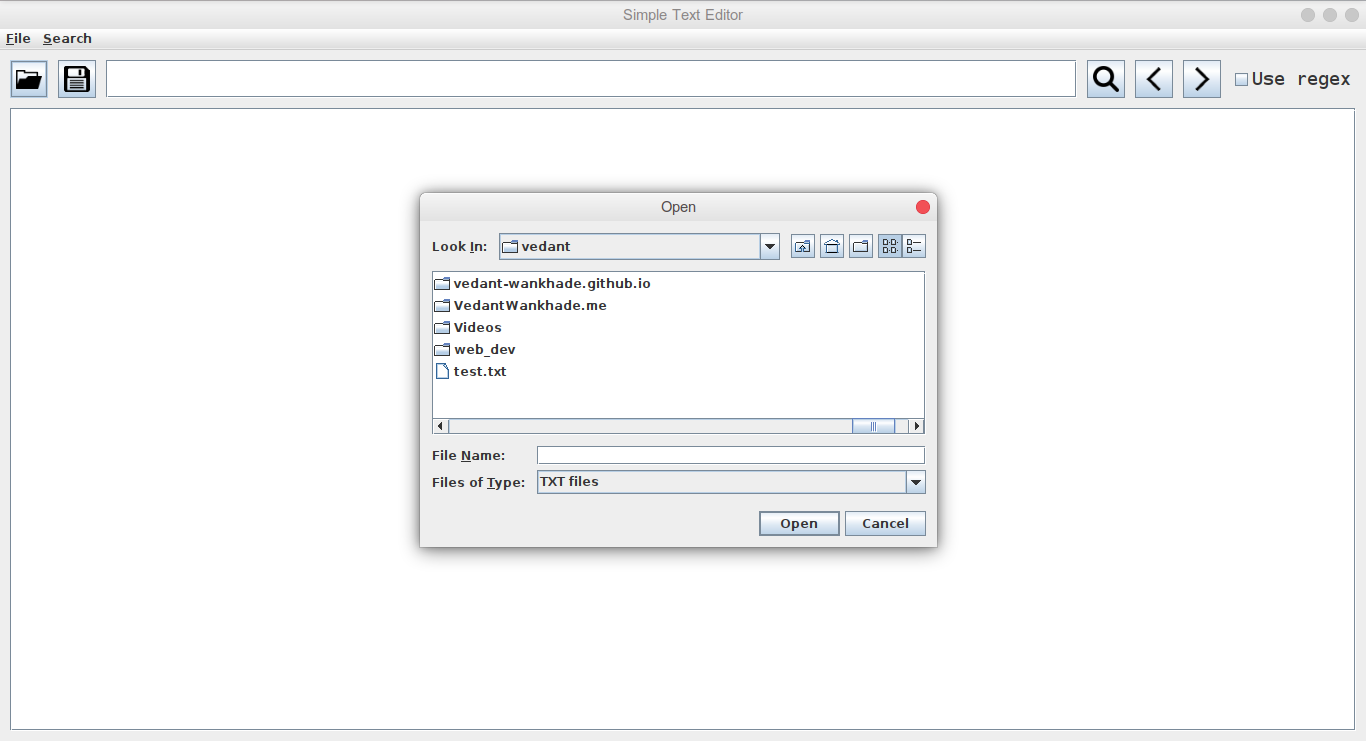 Simple Text Editor
File Search
Use regex
Open
Look In: vedant
vedant-wankhade.github.io
VedantWankhade.me
Videos
web_dev
test.txt
File Name:
Files of Type: TXT files
Open Cancel